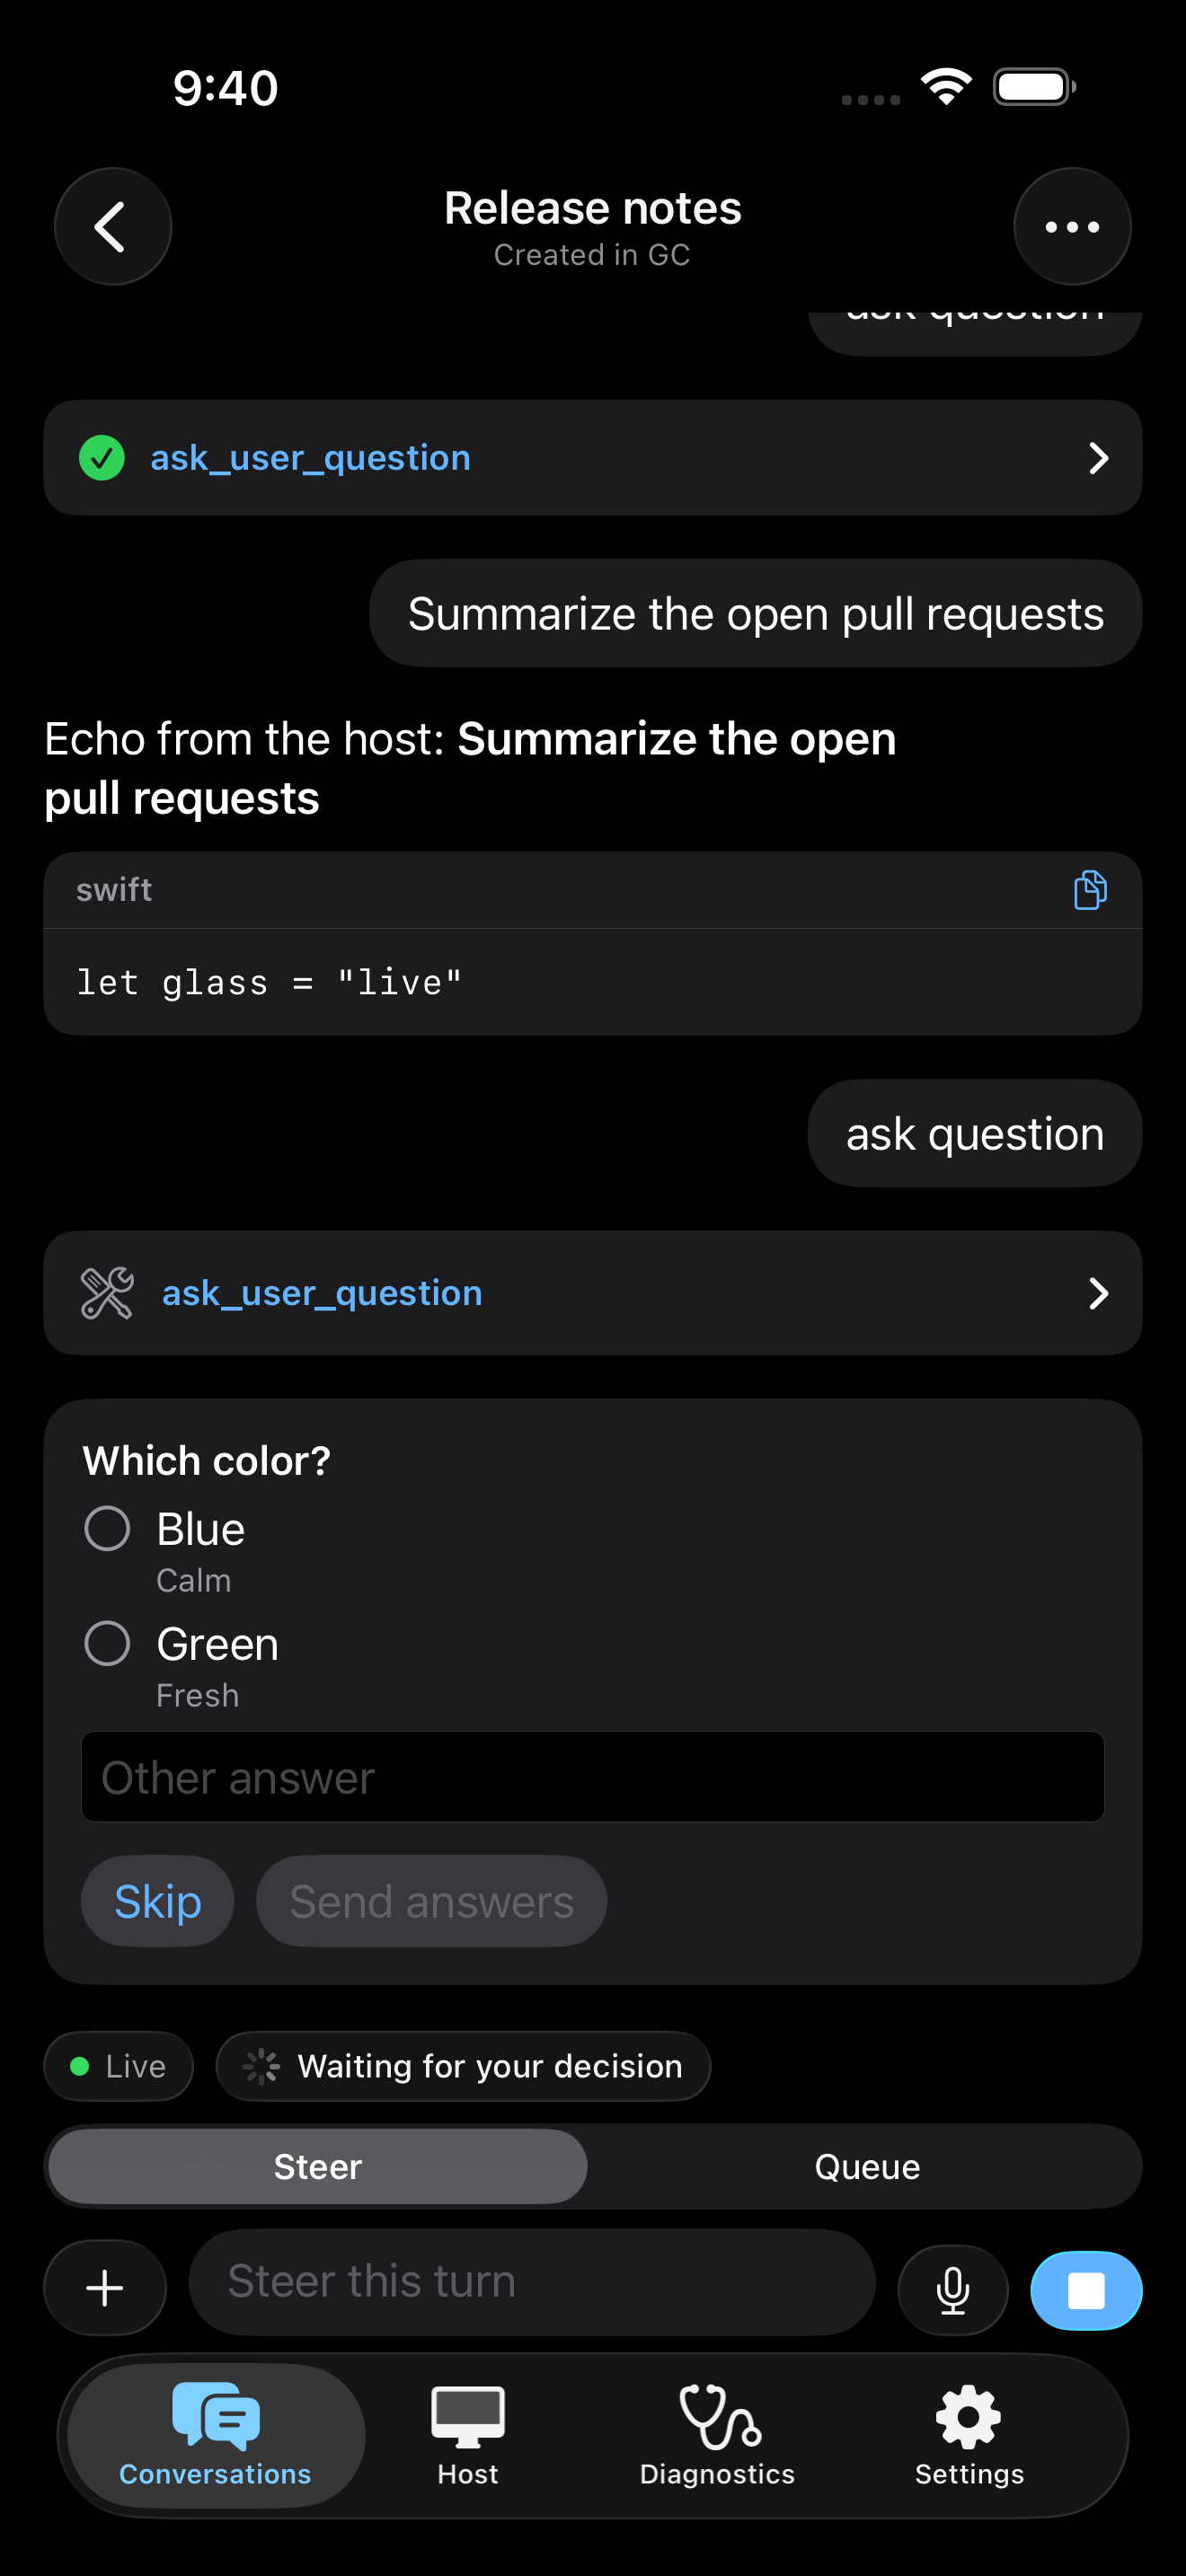 9:40
Release notes
Created in GC
ask question
ask_user_question
Summarize the open pull requests
Echo from the host: Summarize the open
pull requests
swift
let glass = "live"
ask question
ask_user_question
Which color?
Blue
Calm
Green
Fresh
Other answer
Skip
Send answers
Live
Waiting for your decision
Steer
Queue
Steer this turn
Conversations
Host
Diagnostics
Settings